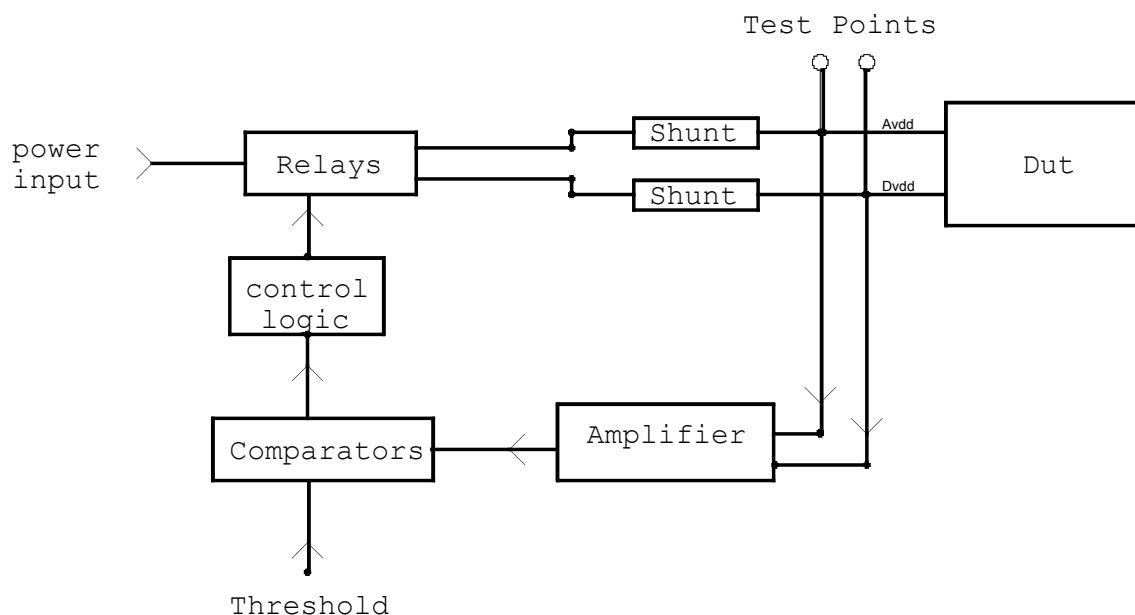 Test Points
Shunt
Avdd
power
input
Relays
Dut
Shunt
Dvdd
control
logic
Amplifier
Comparators
Threshold